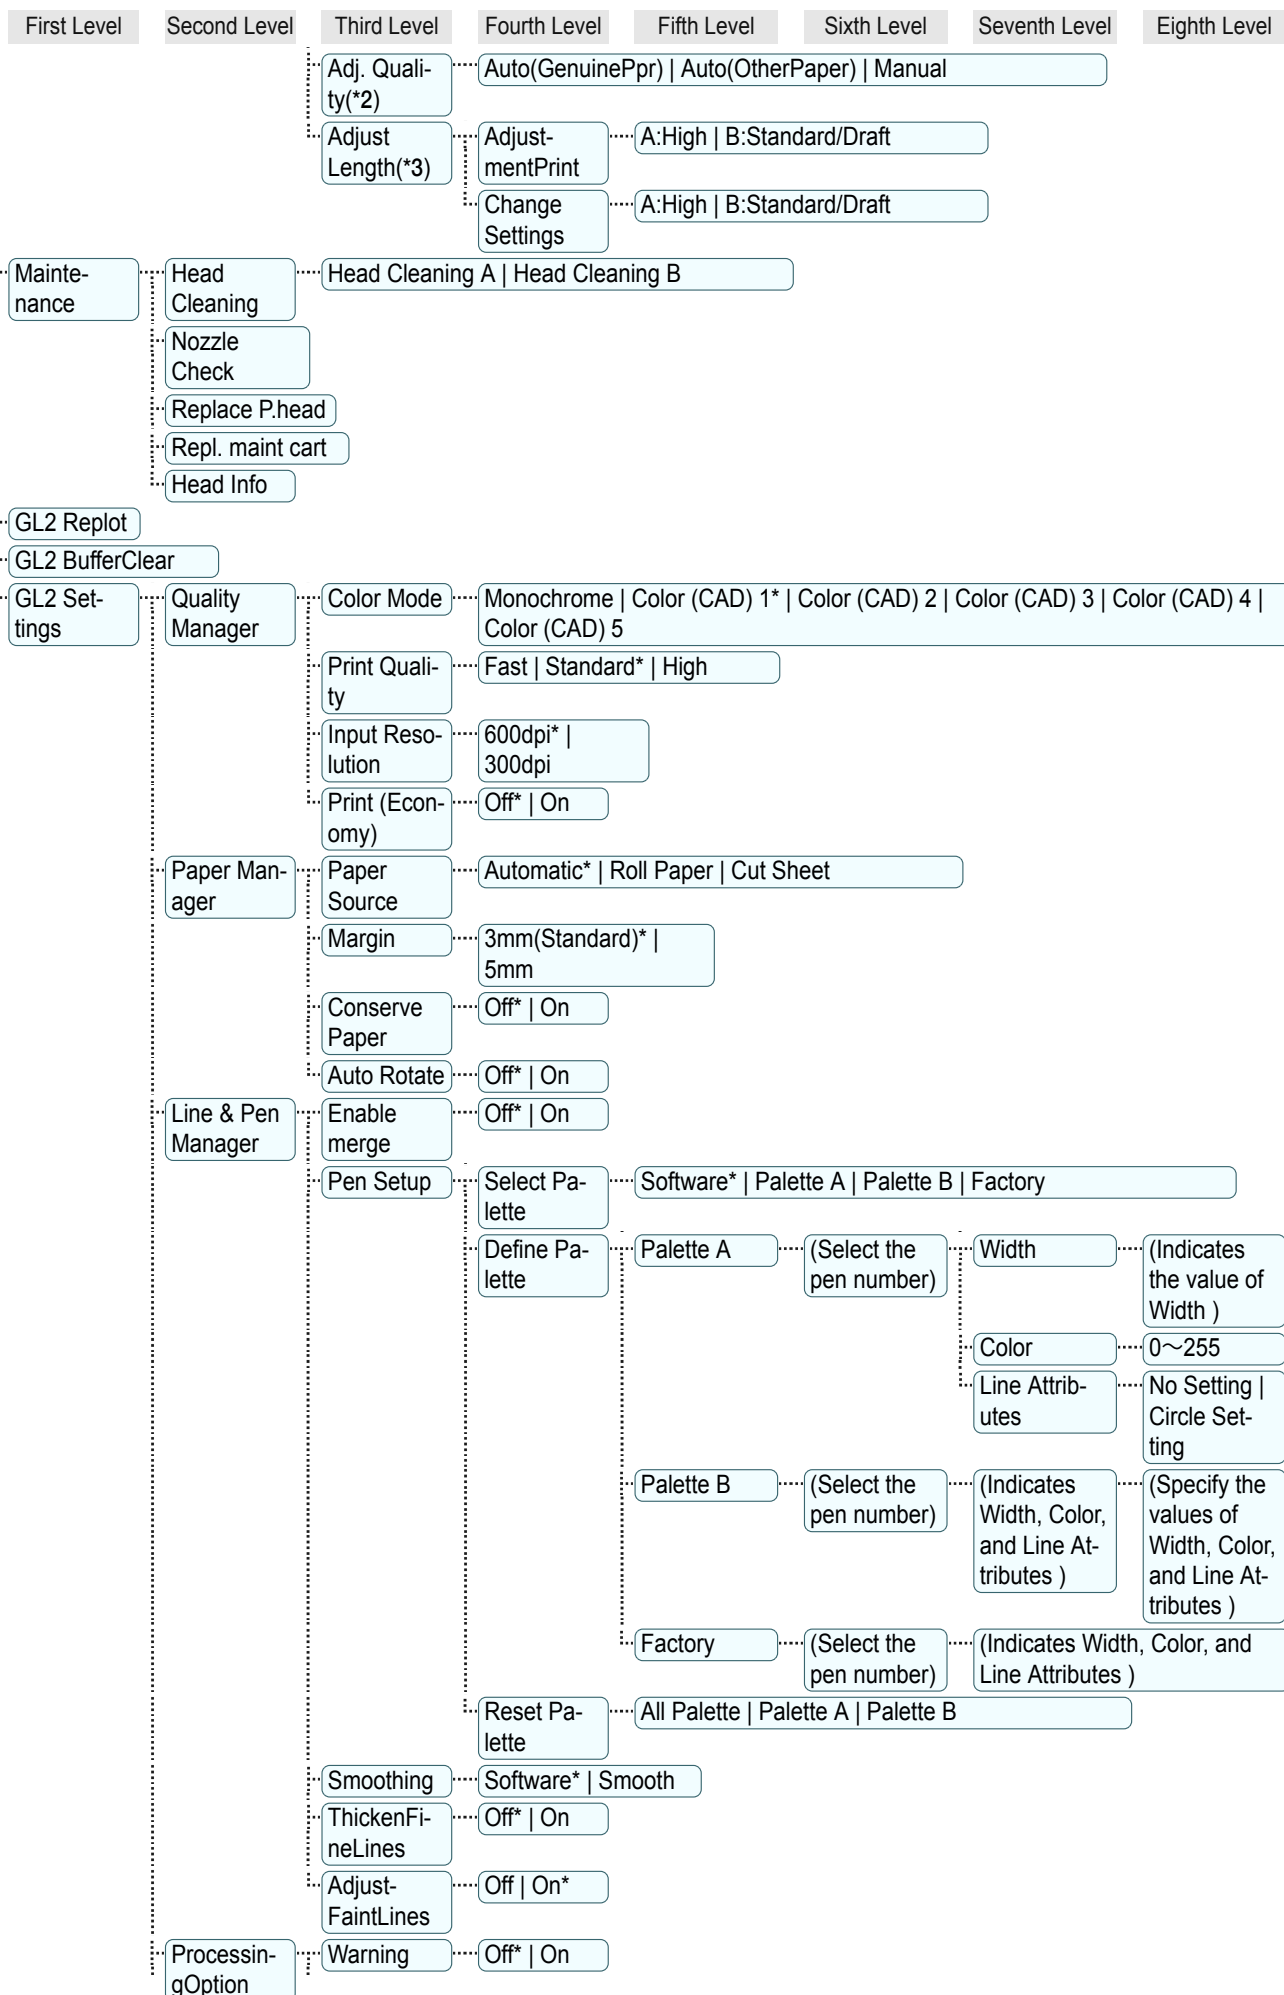 First Level Second Level Third Level Fourth Level Fifth Level Sixth Level Seventh Level Eighth Level
Adj. Quali- Auto(GenuinePpr) | Auto(OtherPaper) | Manual
ty(*2)
Adjust Adjust- A:High | B:Standard/Draft
Length(*3) mentPrint
Change A:High | B:Standard/Draft
Settings
Mainte- Head Head Cleaning A | Head Cleaning B
nance Cleaning
Nozzle
Check
Replace P.head
Repl. maint cart
Head Info
GL2 Replot
GL2 BufferClear
GL2 Set- Quality Color Mode Monochrome | Color (CAD) 1* | Color (CAD) 2 | Color (CAD) 3 | Color (CAD) 4 |
tings Manager Color (CAD) 5
Print Quali- Fast | Standard* | High
ty
Input Reso- 600dpi* |
lution 300dpi
Print (Econ- Off* | On
omy)
Paper Man- Paper Automatic* | Roll Paper | Cut Sheet
ager Source
Margin 3mm(Standard)* |
5mm
Conserve Off* | On
Paper
Auto Rotate Off* | On
Line & Pen Enable Off* | On
Manager merge
Pen Setup Select Pa- Software* | Palette A | Palette B | Factory
lette
Define Pa- Palette A (Select the Width (Indicates
lette pen number) the value of
Width )
Color 0～255
Line Attrib- No Setting |
utes Circle Set-
ting
Palette B (Select the (Indicates (Specify the
pen number) Width, Color, values of
and Line At- Width, Color,
tributes ) and Line At-
tributes )
Factory (Select the (Indicates Width, Color, and
pen number) Line Attributes )
Reset Pa- All Palette | Palette A | Palette B
lette
Smoothing Software* | Smooth
ThickenFi- Off* | On
neLines
Adjust- Off | On*
FaintLines
Processin- Warning Off* | On
gOption